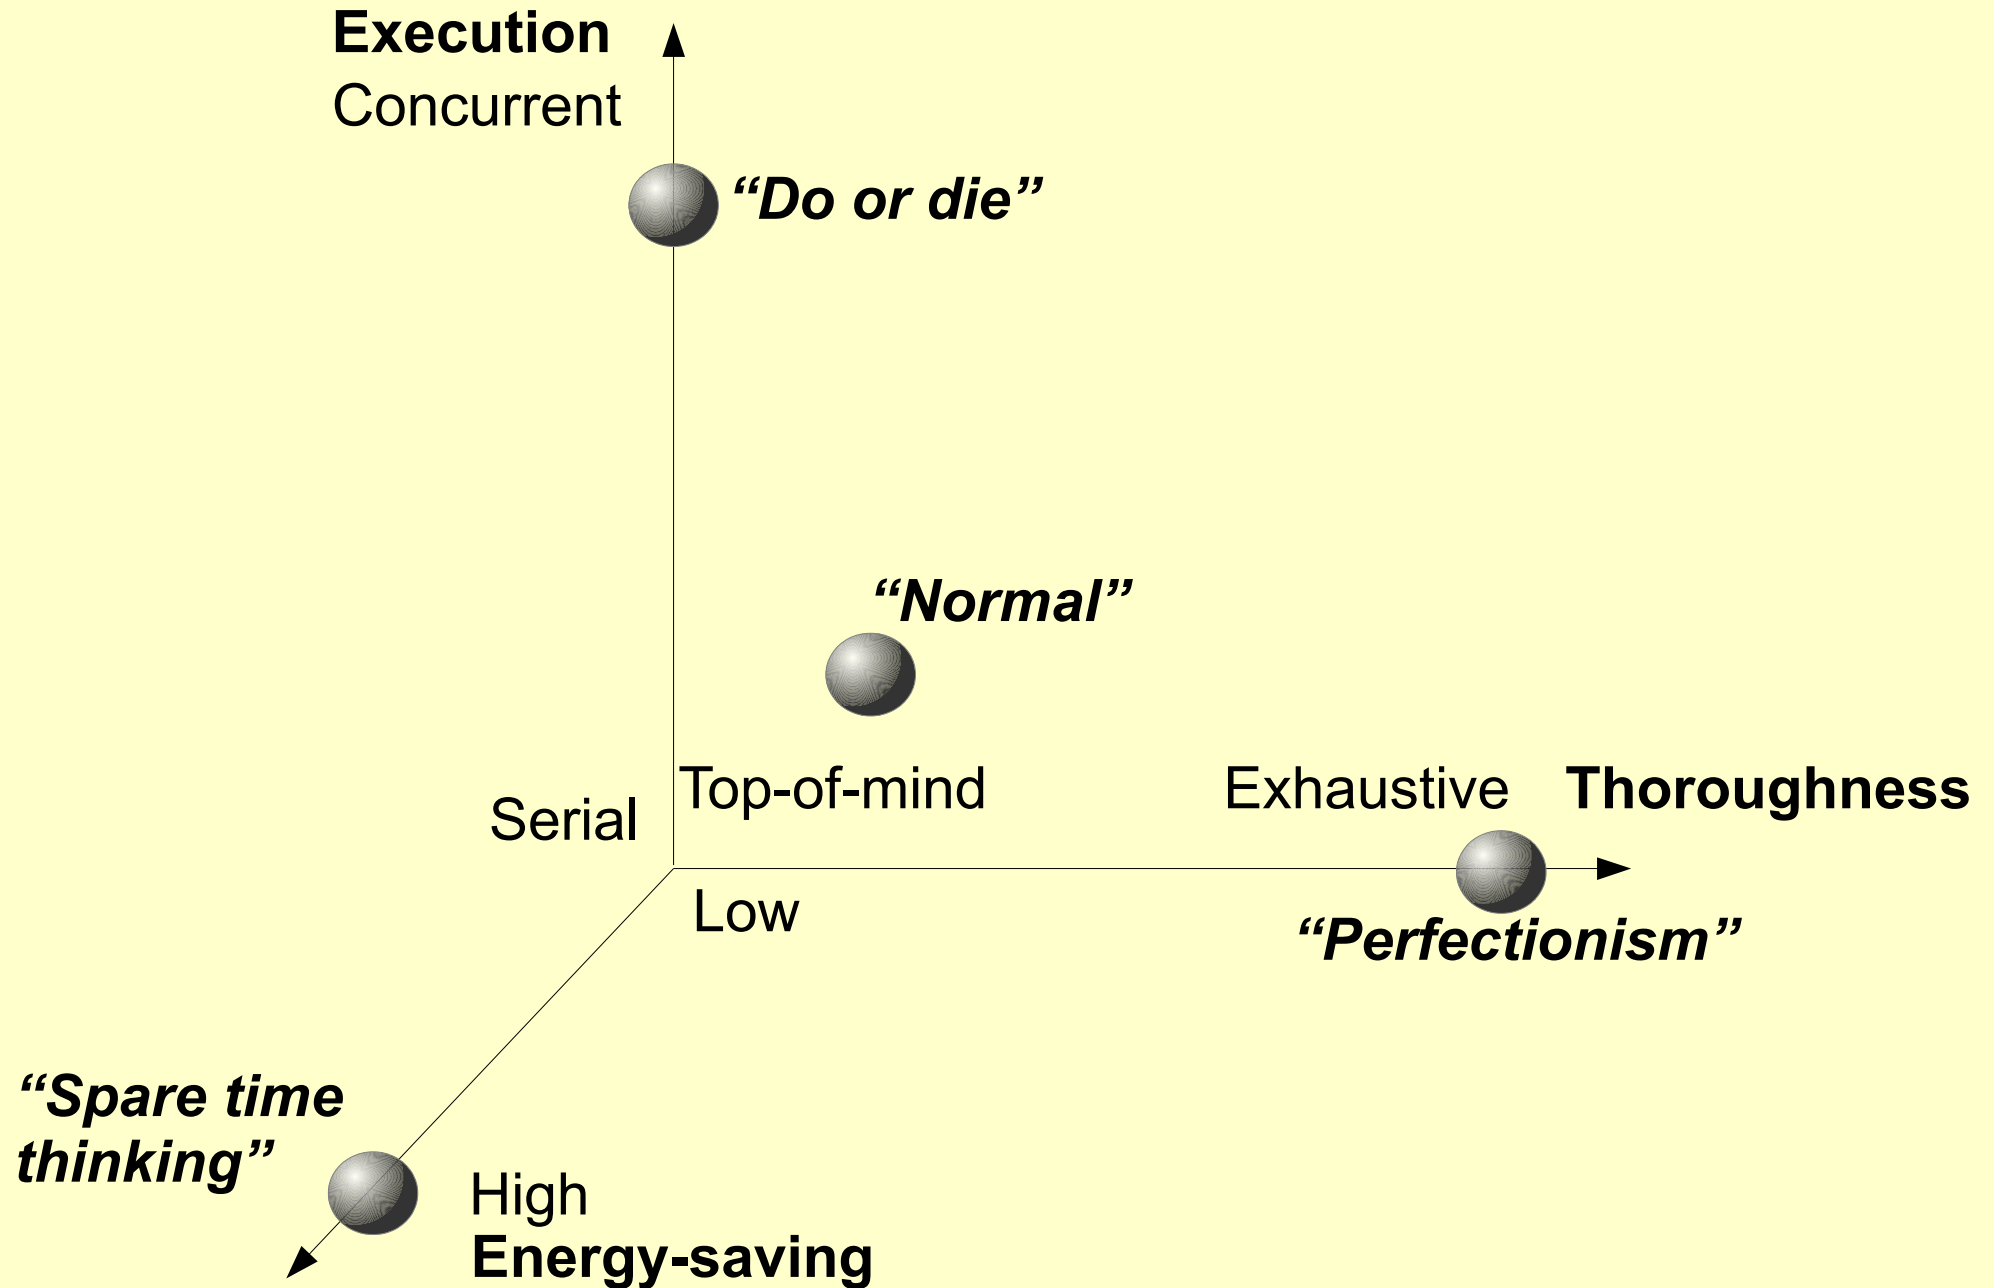 Execution
Concurrent
“Do or die”
“Normal”
Top-of-mind
Exhaustive
Thoroughness
Serial
Low
“Perfectionism”
“Spare time
thinking”
High
Energy-saving